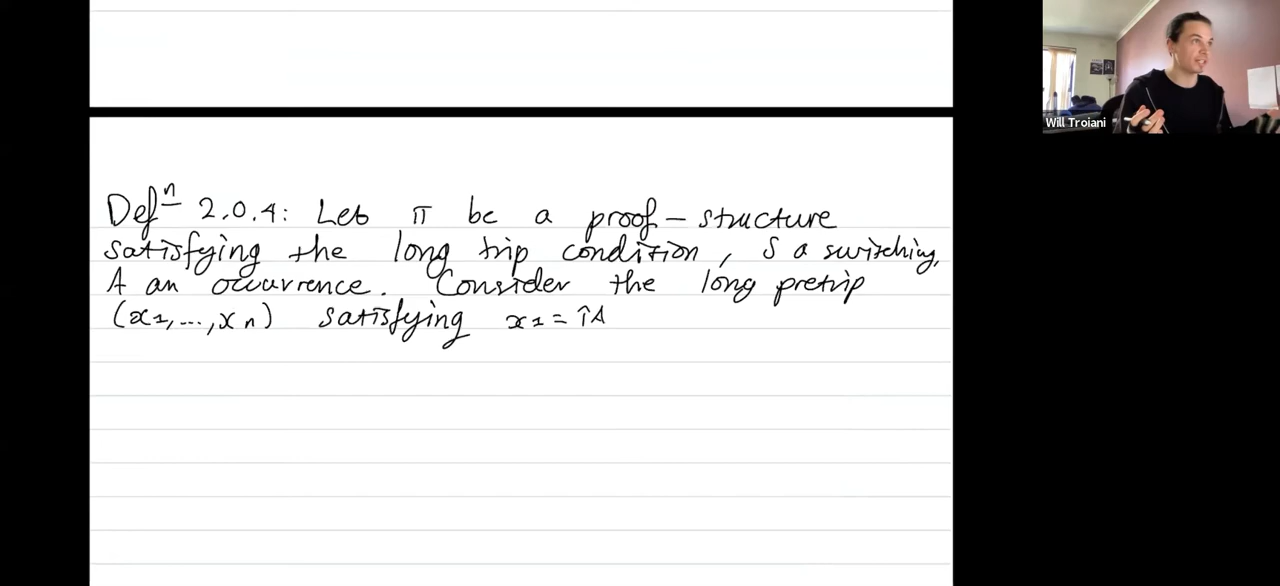 Defⁿ 2.0.4: Let π be a proof-structure
satisfying the long trip condition, S a switching,
A an occurrence. Consider the long pretrip
(x₁,...,xₙ) satisfying x₁ = ↑A
Will Troiani